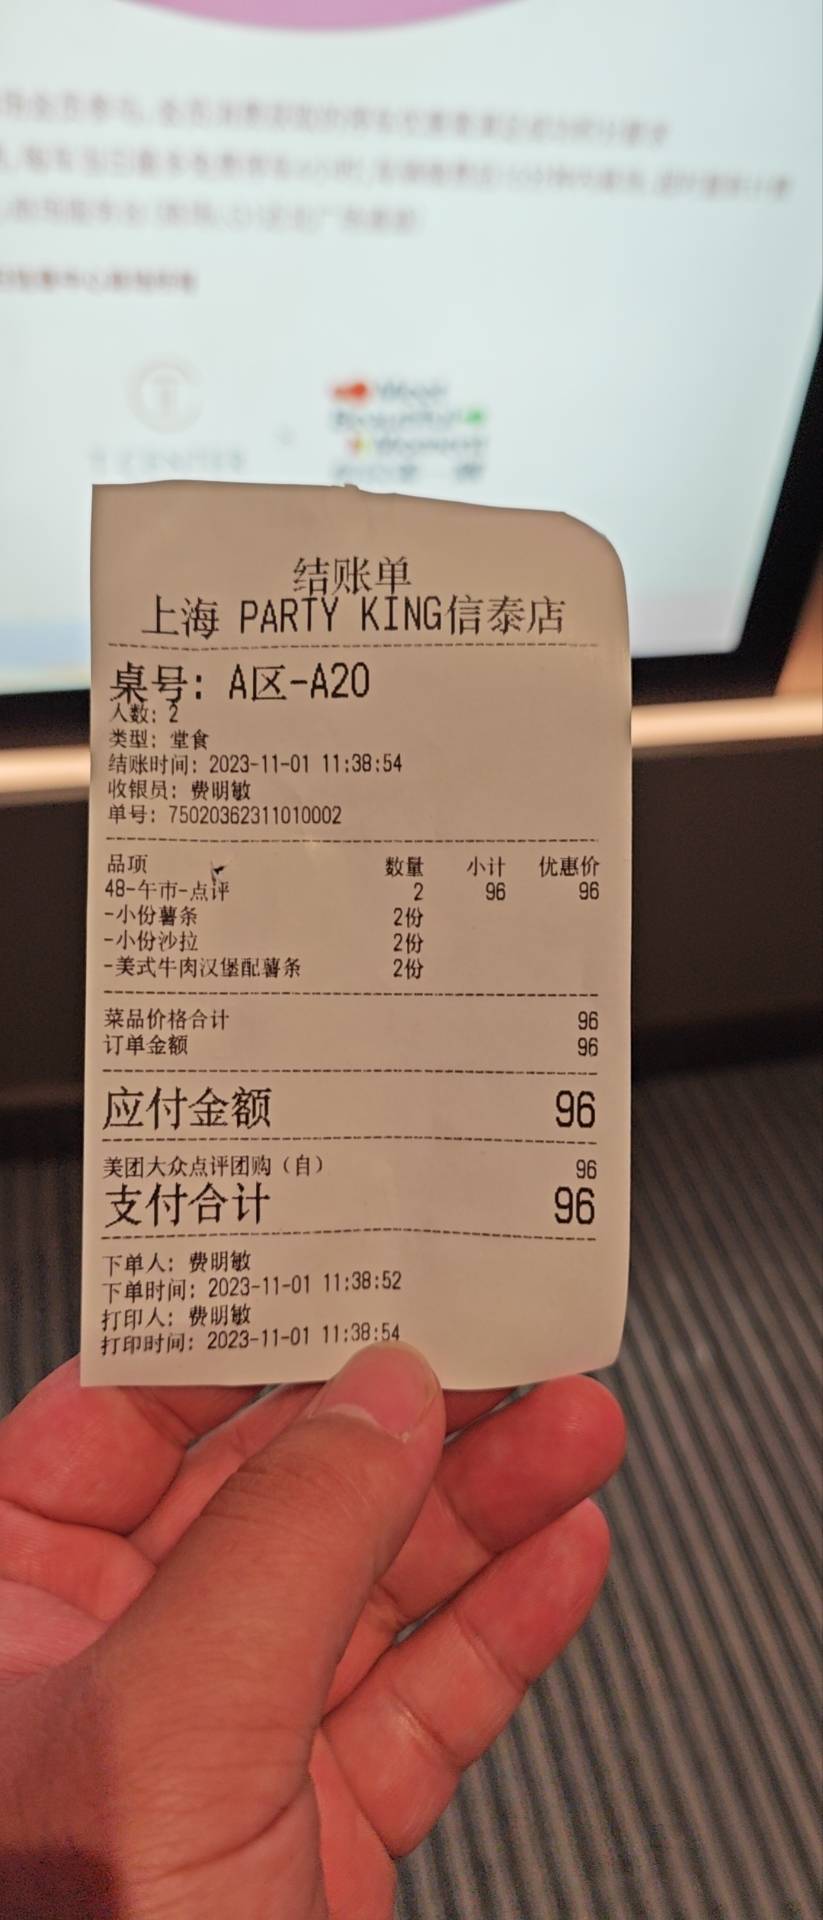 结账单
上海 PARTY KING信泰店
桌号: A区-A20
人数: 2
类型: 堂食
结账时间: 2023-11-01 11:38:54
收银员: 费明敏
单号: 75020362311010002
品项 数量 小计 优惠价
48-午市-点评 2 96 96
-小份薯条 2份
-小份沙拉 2份
-美式牛肉汉堡配薯条 2份
菜品价格合计 96
订单金额 96
应付金额 96
美团大众点评团购（自） 96
支付合计 96
下单人: 费明敏
下单时间: 2023-11-01 11:38:52
打印人: 费明敏
打印时间: 2023-11-01 11:38:54